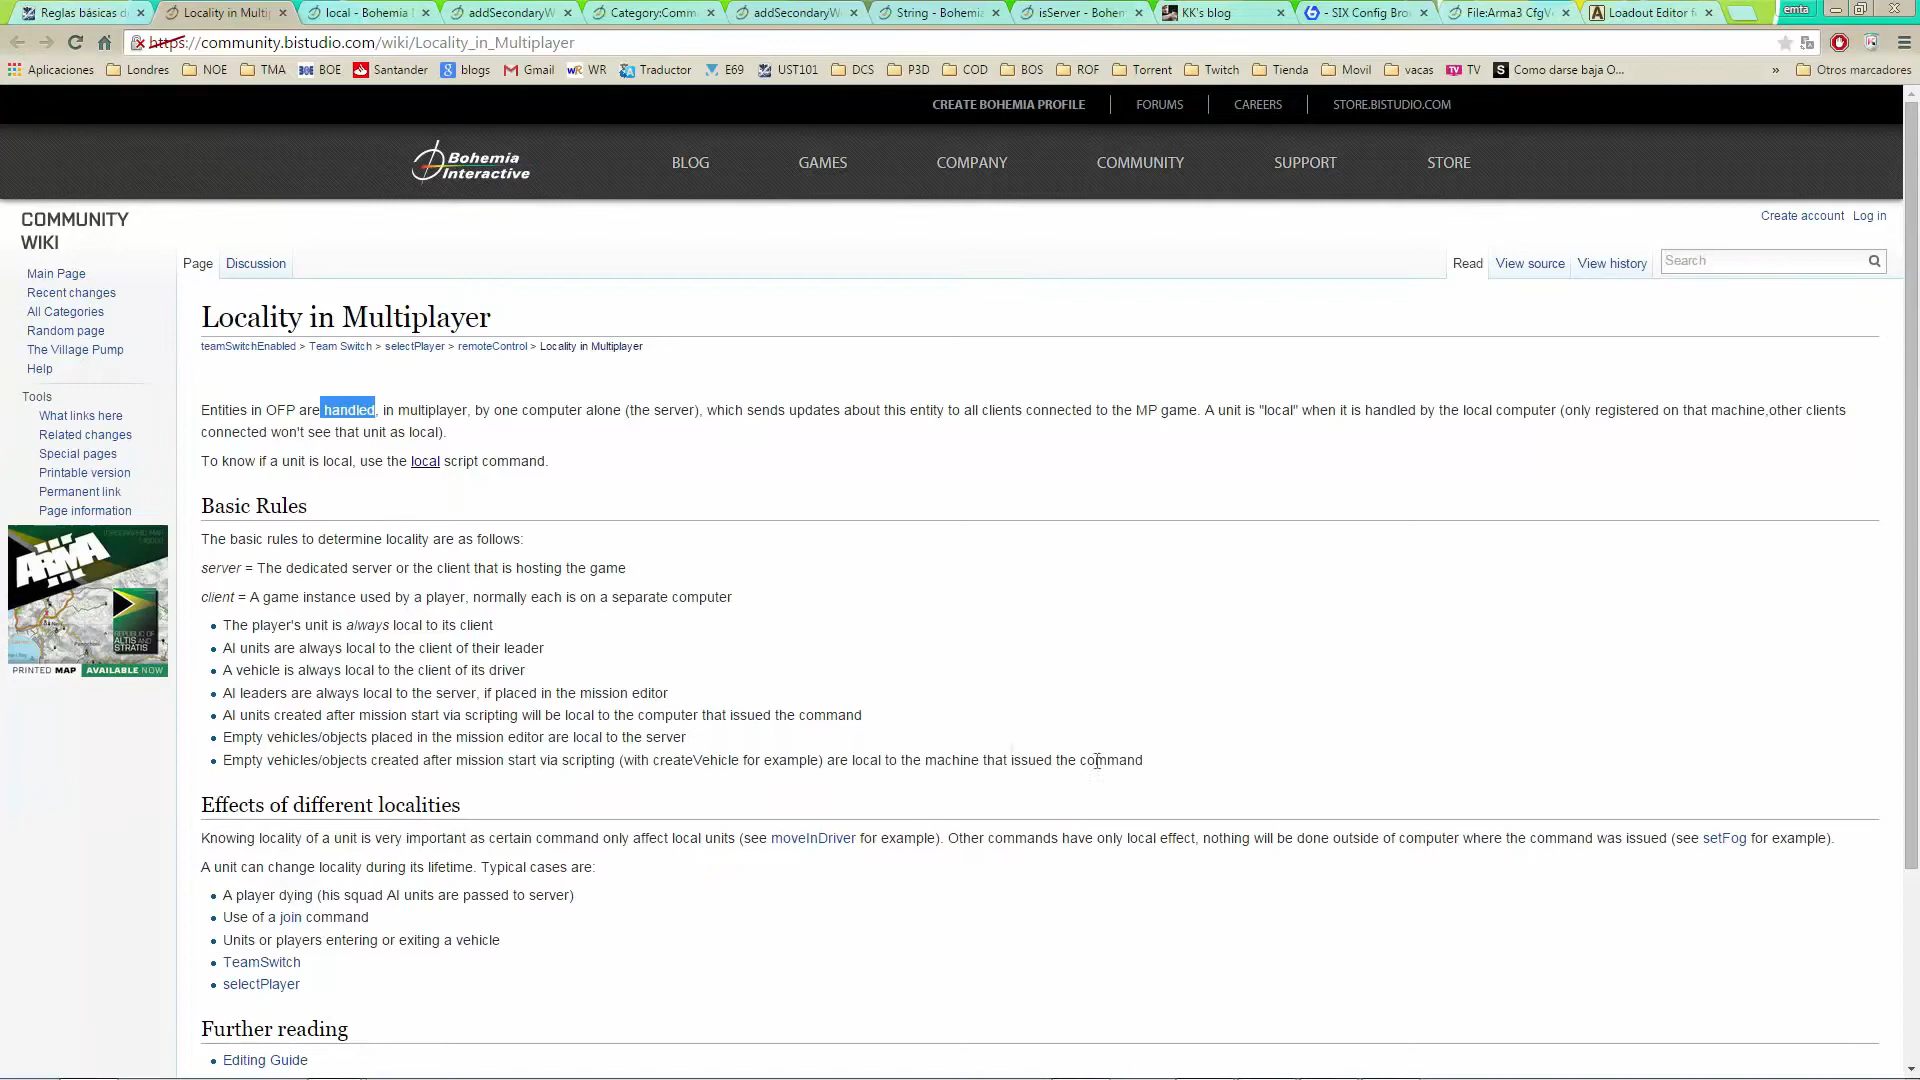 Reglas básicas d
Locality in Multi
local - Bohemia
addSecondaryW
Category:Comm
addSecondaryW
String - Bohemia
isServer - Bohem
KK's blog
- SIX Config Bro
File:Arma3 CfgV
Loadout Editor f
emta
https://community.bistudio.com/wiki/Locality_in_Multiplayer
Aplicaciones
Londres
NOE
TMA
BOE
Santander
blogs
Gmail
WR
Traductor
E69
UST101
DCS
P3D
COD
BOS
ROF
Torrent
Twitch
Tienda
Movil
vacas
TV
Como darse baja O...
»
Otros marcadores
CREATE BOHEMIA PROFILE
FORUMS
CAREERS
STORE.BISTUDIO.COM
Bohemia Interactive
BLOG
GAMES
COMPANY
COMMUNITY
SUPPORT
STORE
COMMUNITY
WIKI
Create account
Log in
Page
Discussion
Read
View source
View history
Search
Main Page
Recent changes
All Categories
Random page
The Village Pump
Help
Tools
What links here
Related changes
Special pages
Printable version
Permanent link
Page information
ARMA III
REPUBLIC OF
ALTIS AND
STRATIS
PRINTED MAP AVAILABLE NOW
Locality in Multiplayer
teamSwitchEnabled > Team Switch > selectPlayer > remoteControl > Locality in Multiplayer
Entities in OFP are handled, in multiplayer, by one computer alone (the server), which sends updates about this entity to all clients connected to the MP game. A unit is "local" when it is handled by the local computer (only registered on that machine,other clients
connected won't see that unit as local).
To know if a unit is local, use the local script command.
Basic Rules
The basic rules to determine locality are as follows:
server = The dedicated server or the client that is hosting the game
client = A game instance used by a player, normally each is on a separate computer
• The player's unit is always local to its client
• AI units are always local to the client of their leader
• A vehicle is always local to the client of its driver
• AI leaders are always local to the server, if placed in the mission editor
• AI units created after mission start via scripting will be local to the computer that issued the command
• Empty vehicles/objects placed in the mission editor are local to the server
• Empty vehicles/objects created after mission start via scripting (with createVehicle for example) are local to the machine that issued the command
Effects of different localities
Knowing locality of a unit is very important as certain command only affect local units (see moveInDriver for example). Other commands have only local effect, nothing will be done outside of computer where the command was issued (see setFog for example).
A unit can change locality during its lifetime. Typical cases are:
• A player dying (his squad AI units are passed to server)
• Use of a join command
• Units or players entering or exiting a vehicle
• TeamSwitch
• selectPlayer
Further reading
• Editing Guide